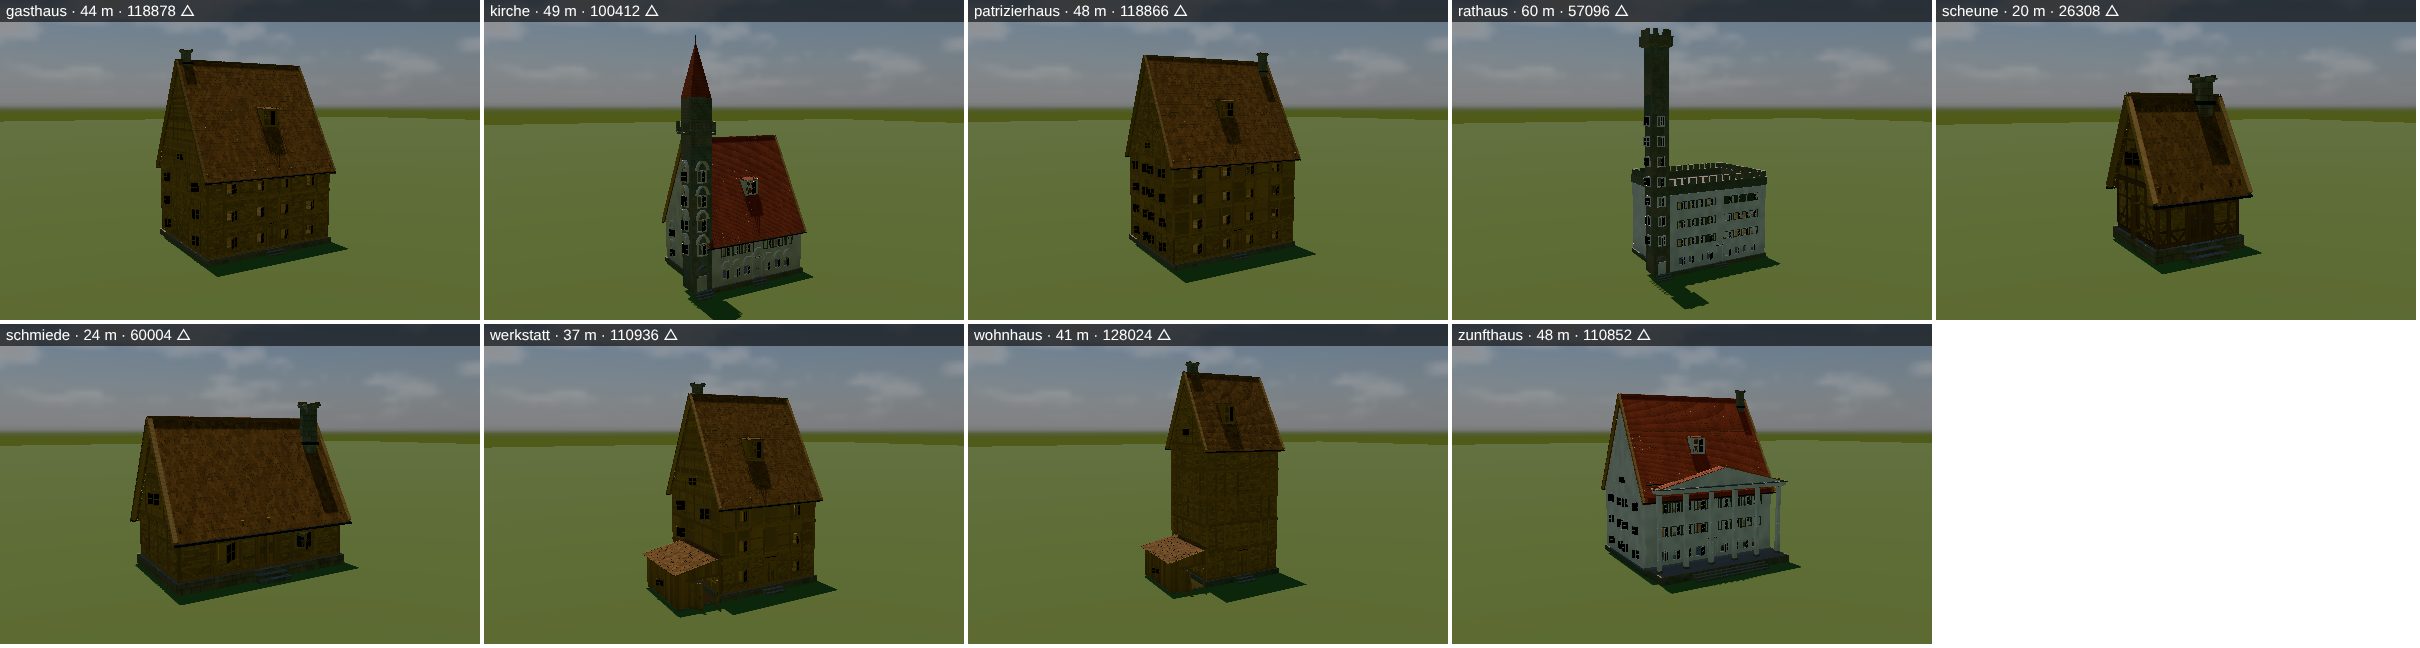 gasthaus · 44 m · 118878 △
kirche · 49 m · 100412 △
patrizierhaus · 48 m · 118866 △
rathaus · 60 m · 57096 △
scheune · 20 m · 26308 △
schmiede · 24 m · 60004 △
werkstatt · 37 m · 110936 △
wohnhaus · 41 m · 128024 △
zunfthaus · 48 m · 110852 △